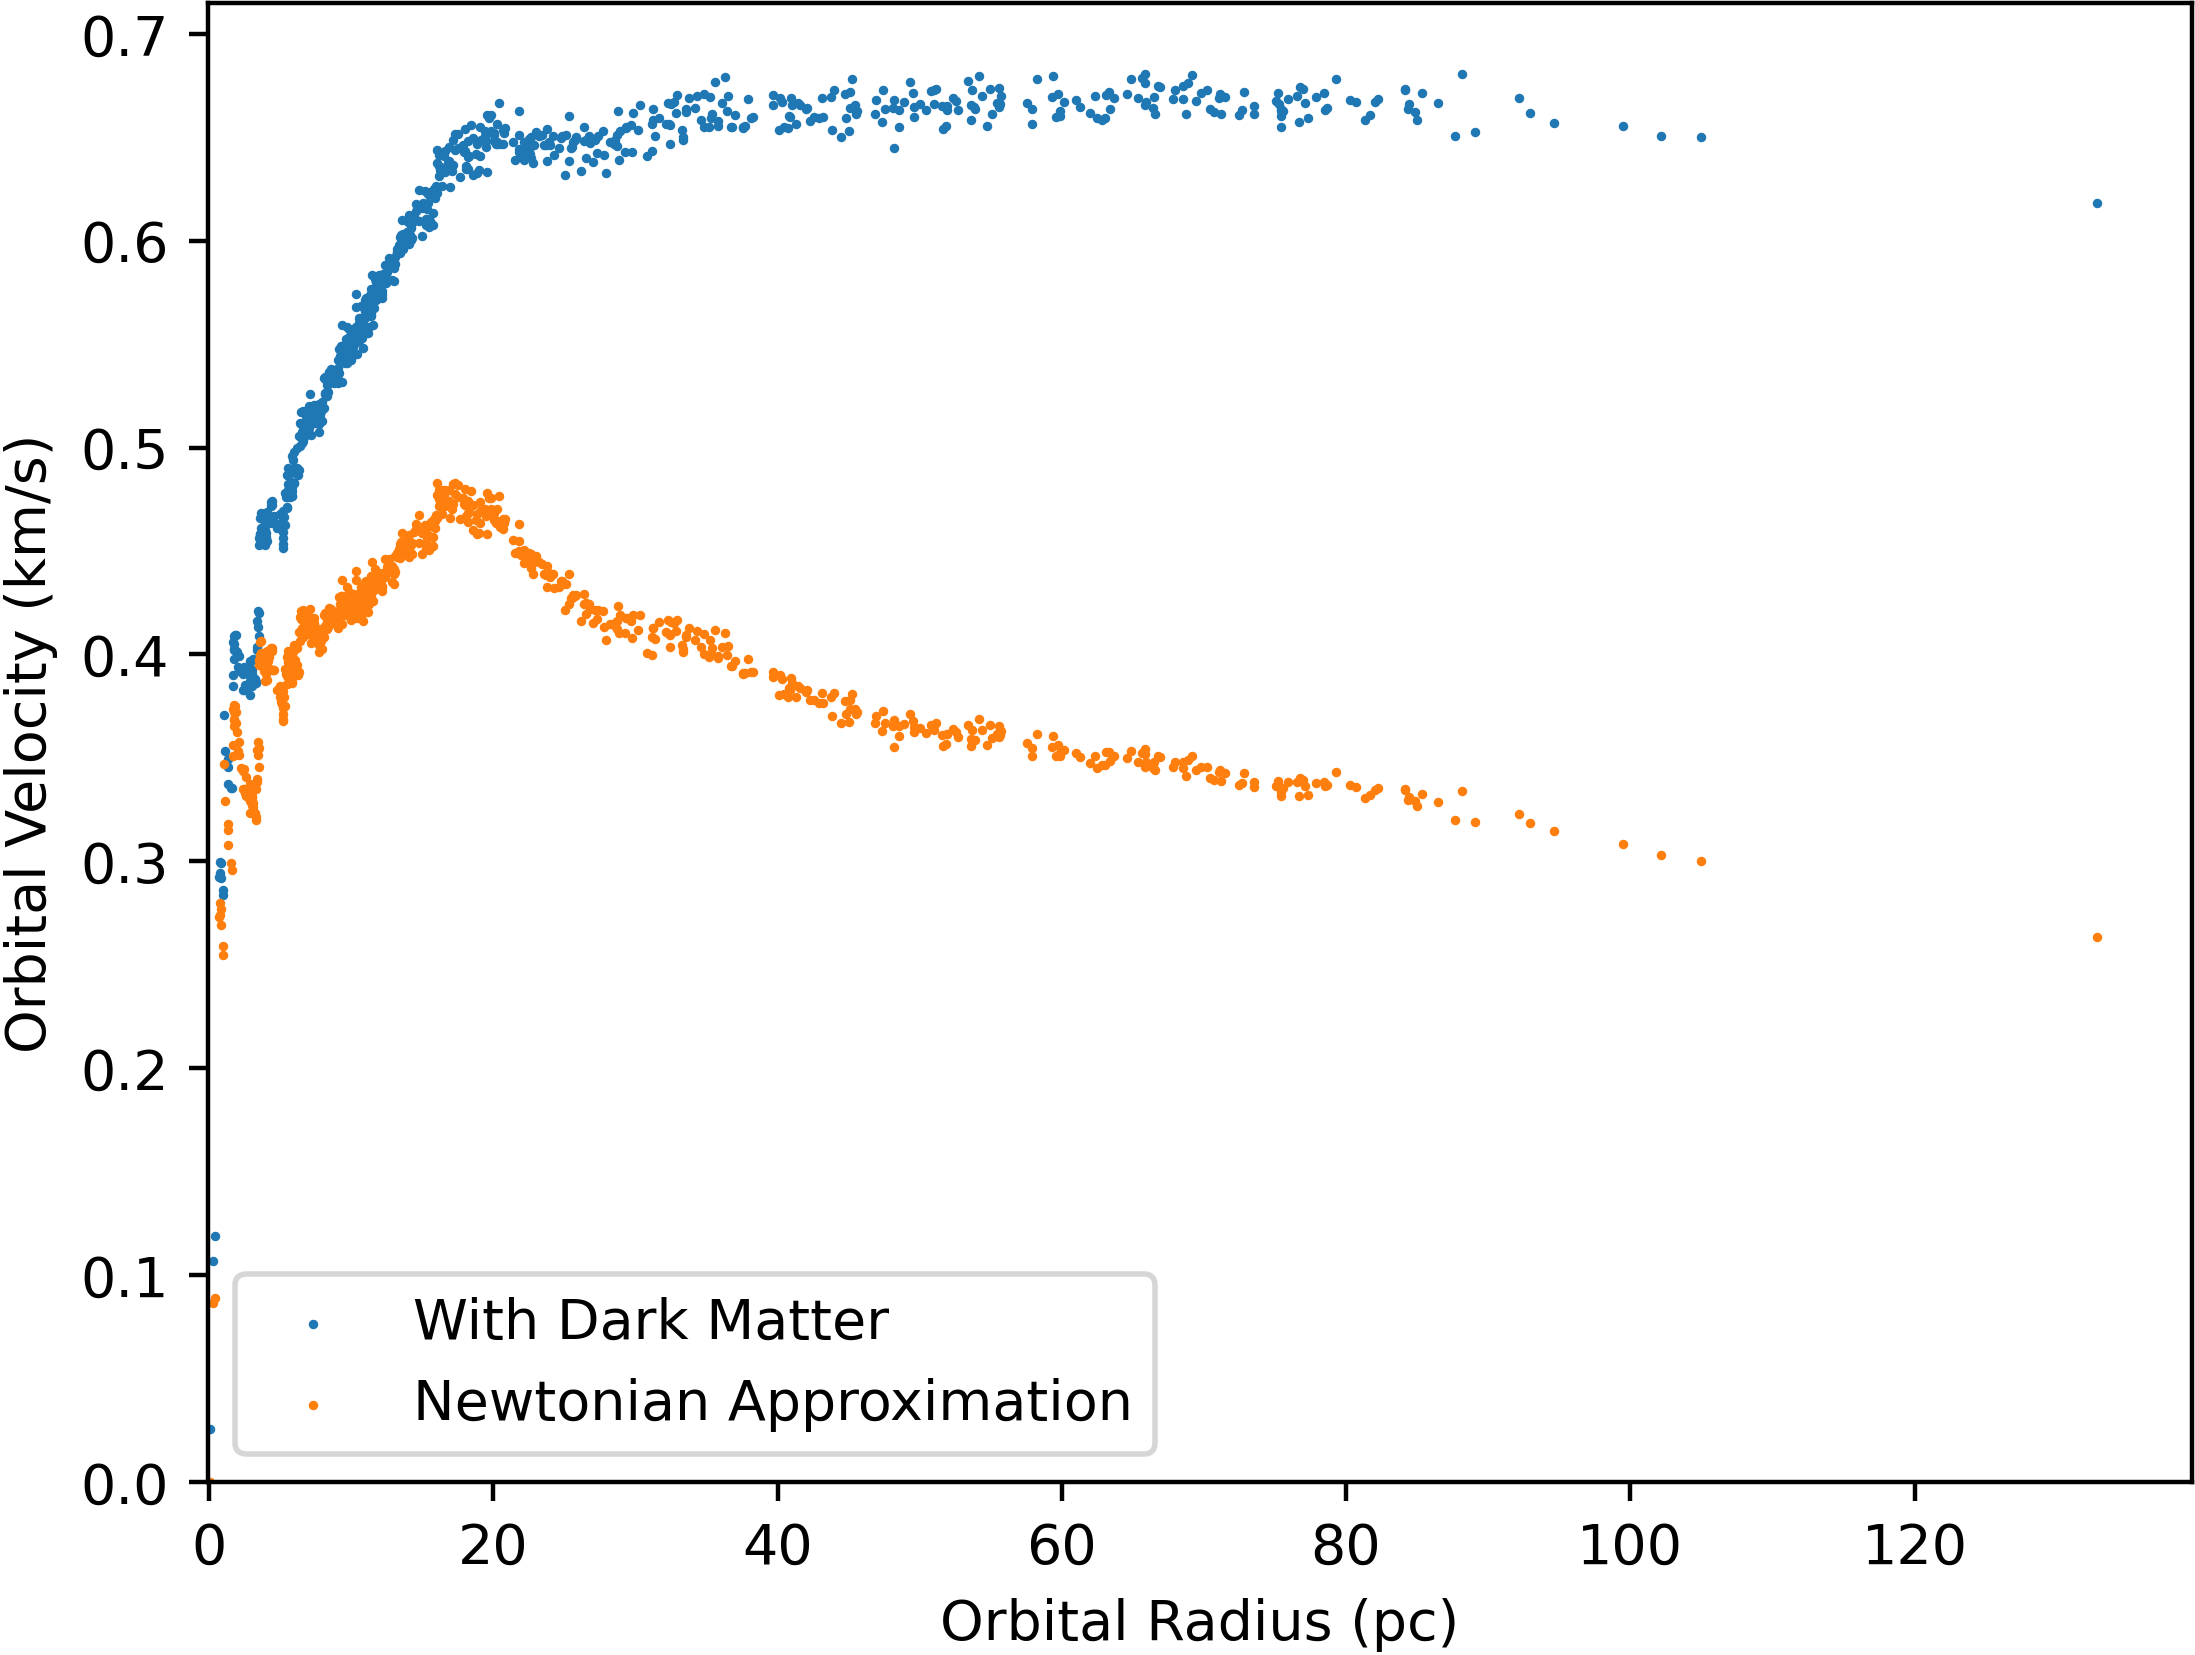 0.7
0.6
0.5
0.4
0.3
0.2
0.1
0.0
Orbital Velocity (km/s)
With Dark Matter
Newtonian Approximation
0 20 40 60 80 100 120
Orbital Radius (pc)